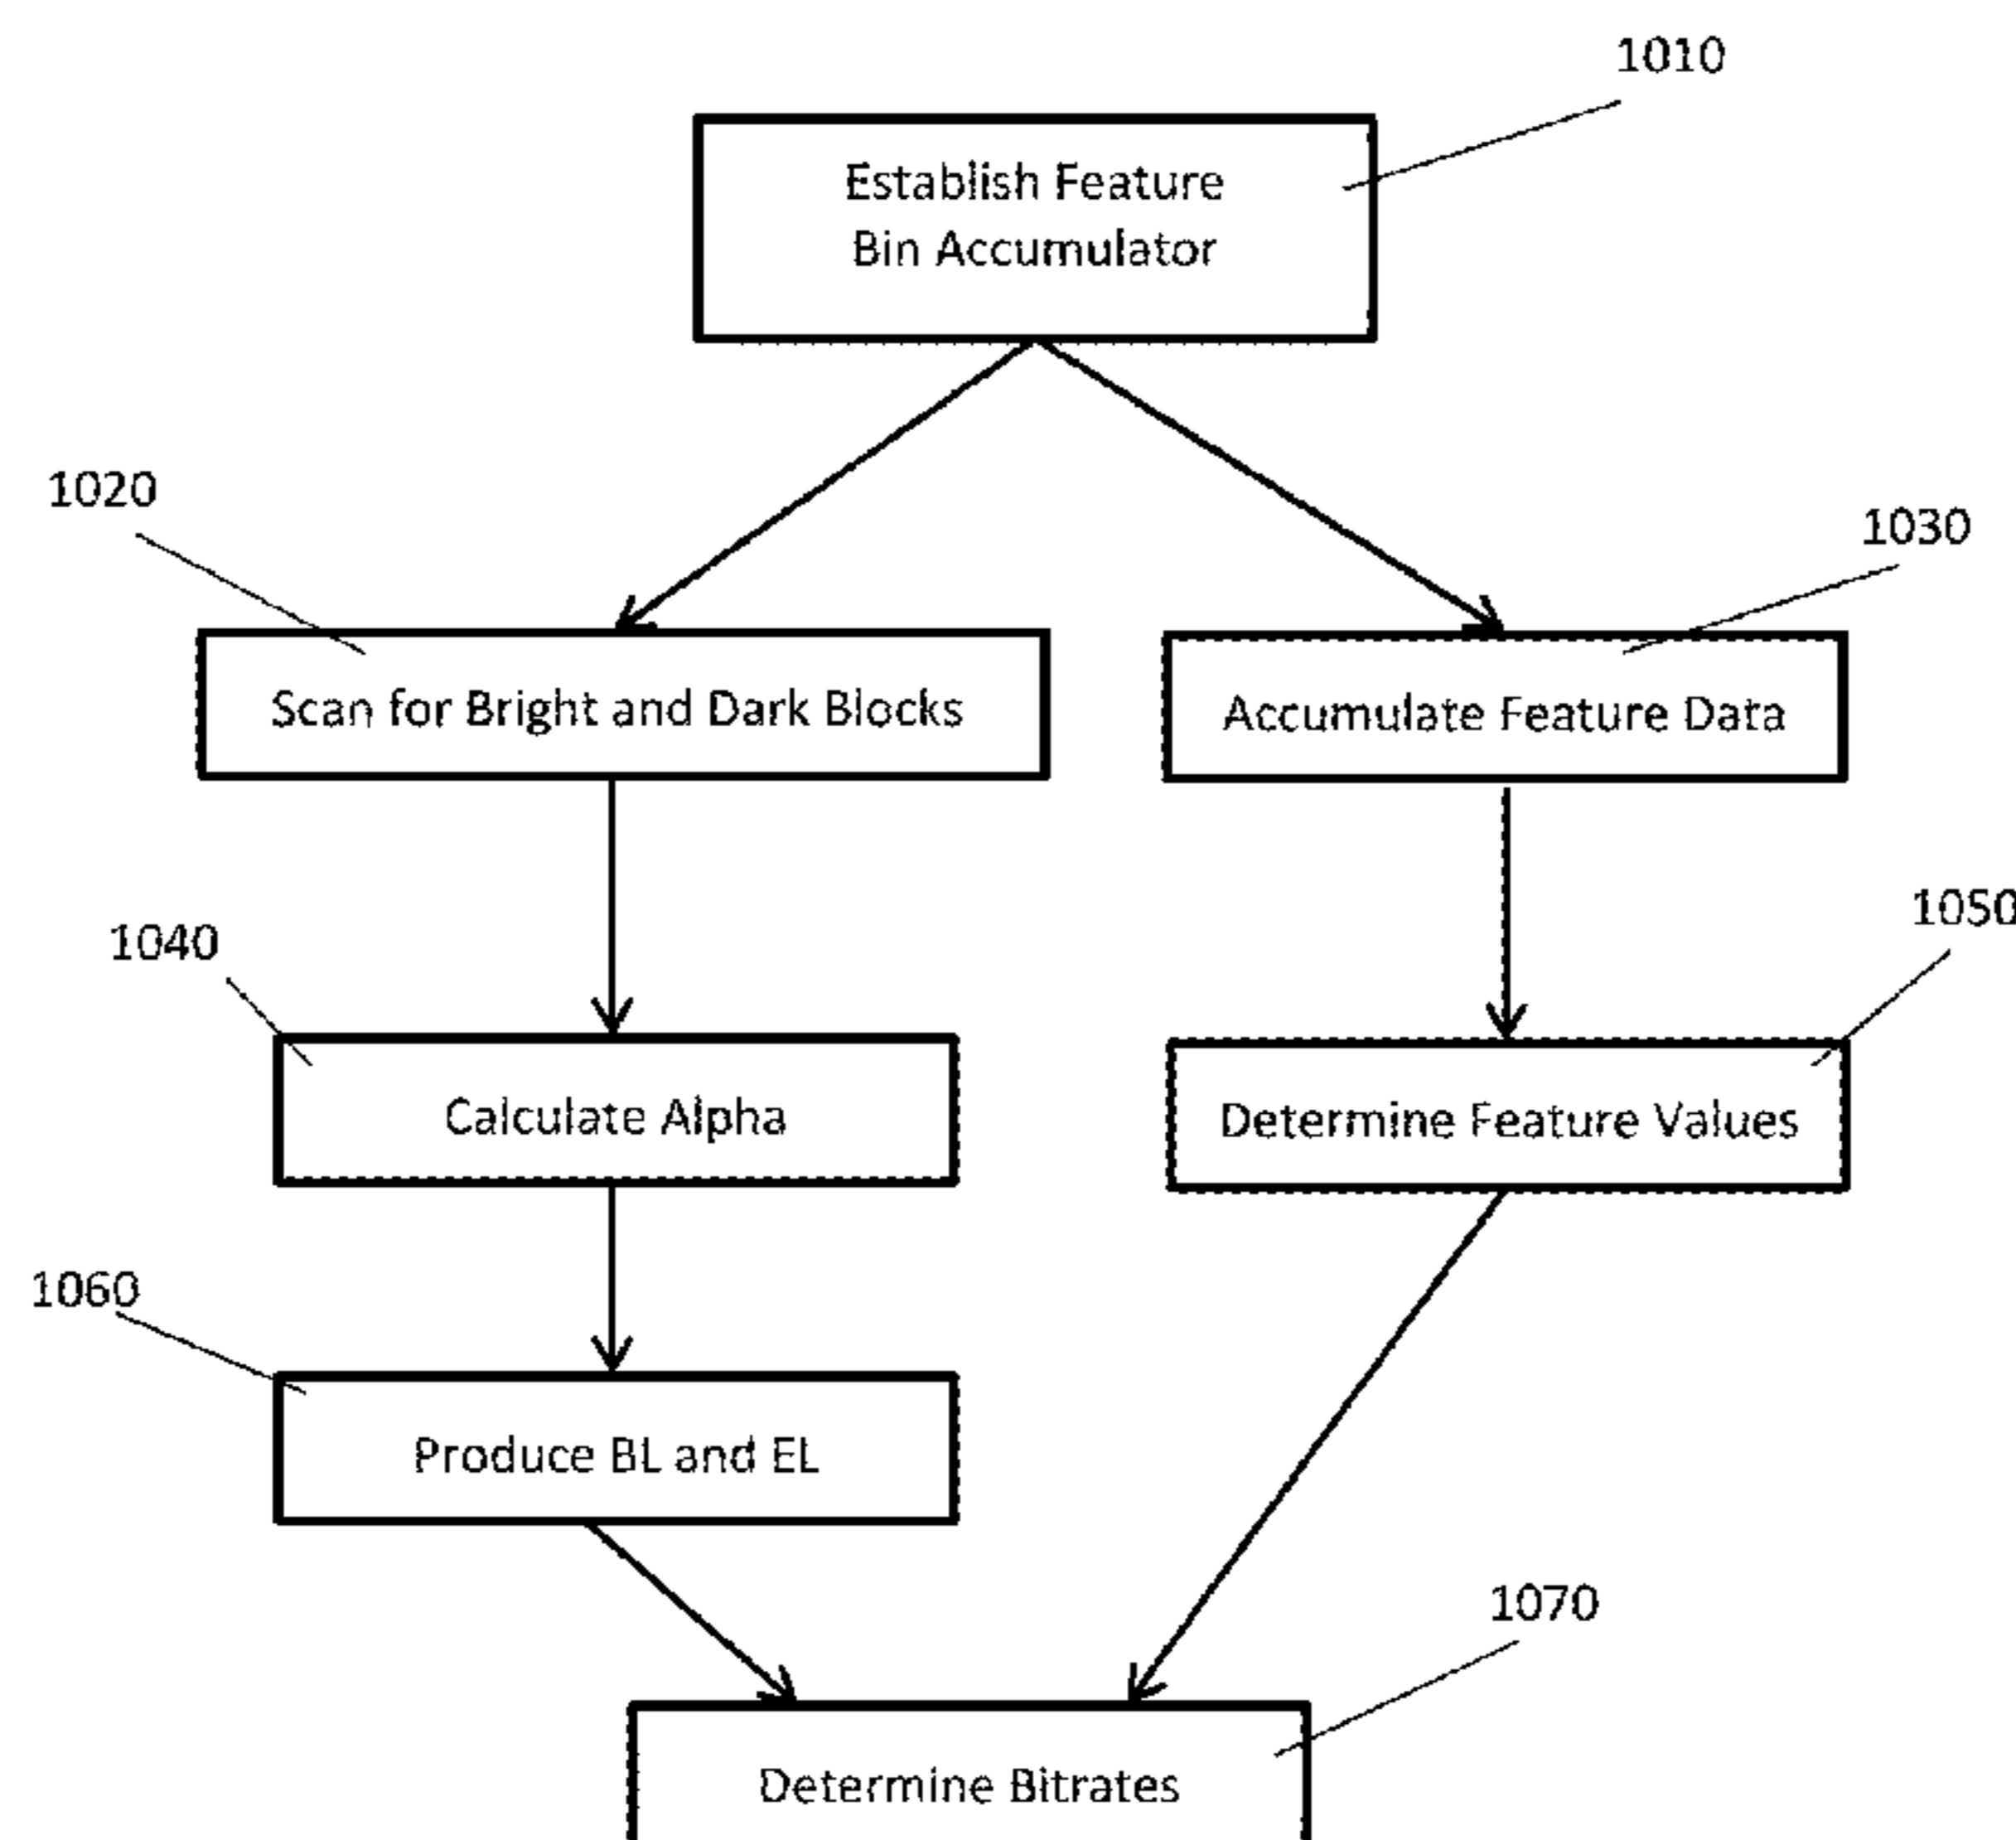 1010
Establish Feature
Bin Accumulator
1020
1030
Scan for Bright and Dark Blocks
Accumulate Feature Data
1040
1050
Calculate Alpha
Determine Feature Values
1060
Produce BL and EL
1070
Determine Bitrates